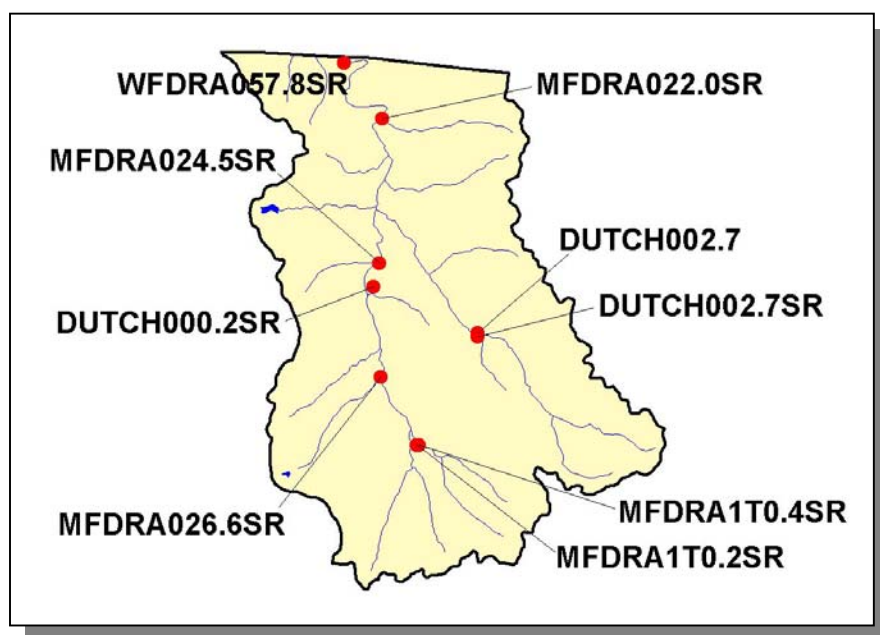 WFDRA057.8SR
MFDRA022.0SR
MFDRA024.5SR
DUTCH002.7
DUTCH002.7SR
DUTCH000.2SR
MFDRA026.6SR
MFDRA1T0.4SR
MFDRA1T0.2SR